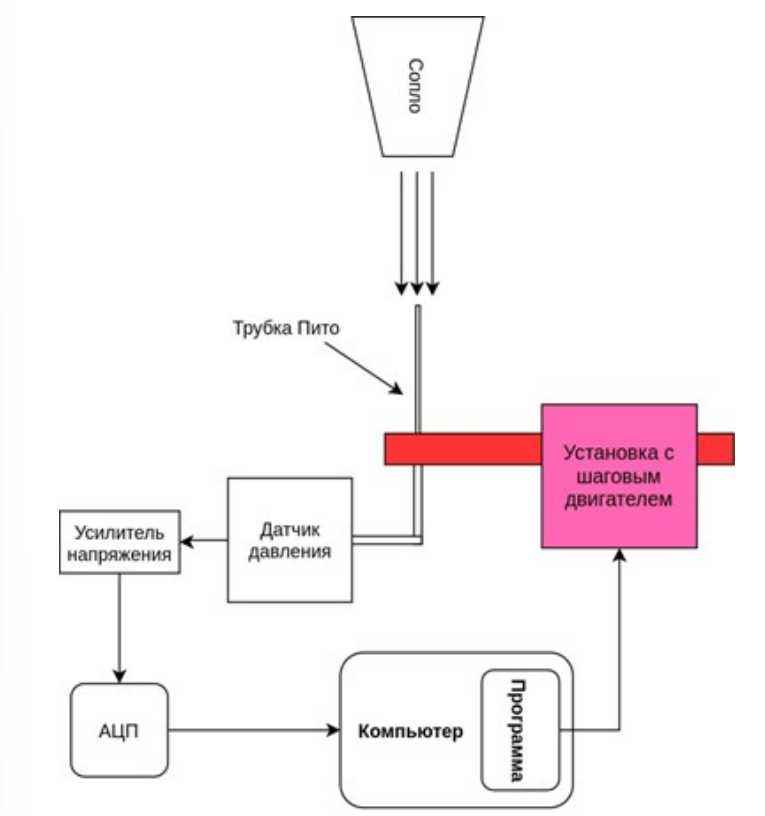 Сопло
Трубка Пито
Установка с
шаговым
двигателем
Датчик
давления
Усилитель
напряжения
АЦП
Компьютер
Программа